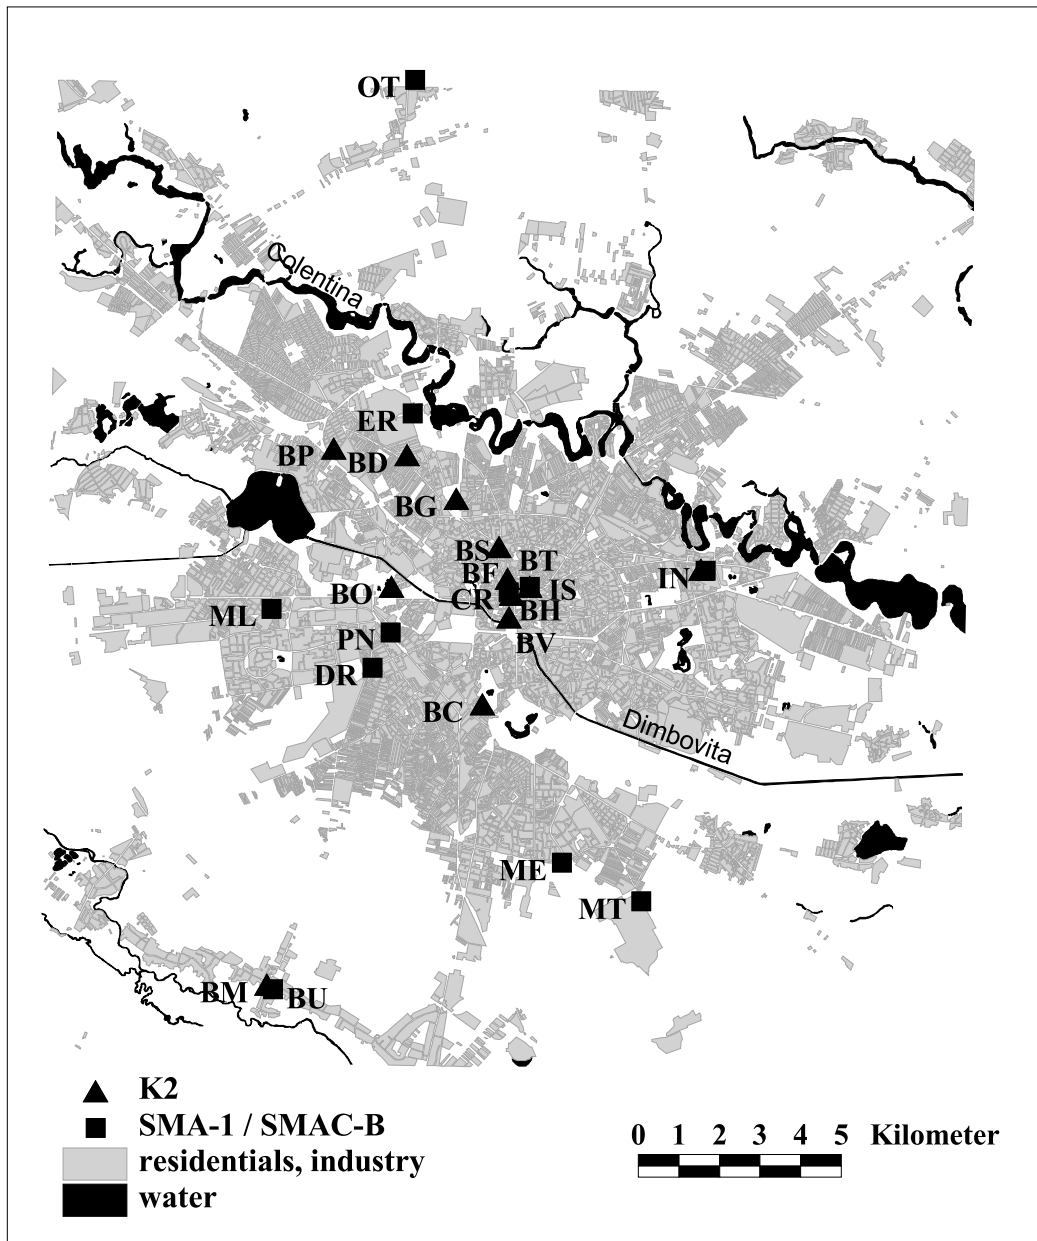 OT
Colentina
ER
BP
BD
BG
BS
BT
BF
IN
BO
IS
CR
ML
BH
PN
BV
DR
BC
Dimbovita
ME
MT
BM
BU
K2
SMA-1 / SMAC-B
0 1 2 3 4 5 Kilometer
residentials, industry
water